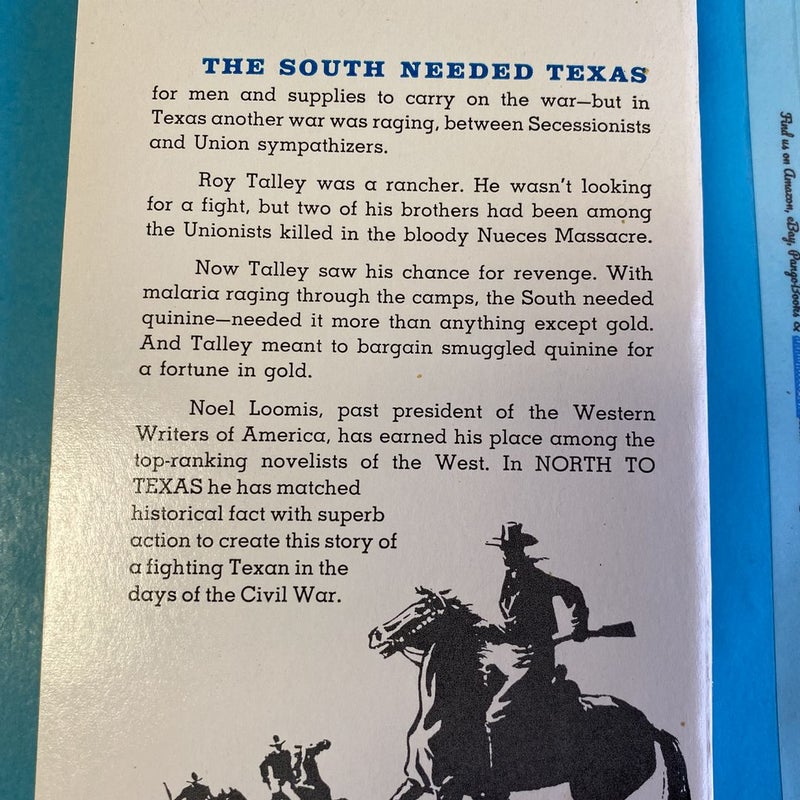 THE SOUTH NEEDED TEXAS
for men and supplies to carry on the war—but in
Texas another war was raging, between Secessionists
and Union sympathizers.
Roy Talley was a rancher. He wasn't looking
for a fight, but two of his brothers had been among
the Unionists killed in the bloody Nueces Massacre.
Now Talley saw his chance for revenge. With
malaria raging through the camps, the South needed
quinine—needed it more than anything except gold.
And Talley meant to bargain smuggled quinine for
a fortune in gold.
Noel Loomis, past president of the Western
Writers of America, has earned his place among the
top-ranking novelists of the West. In NORTH TO
TEXAS he has matched
historical fact with superb
action to create this story of
a fighting Texan in the
days of the Civil War.
Find us on Amazon, eBay, PangoBooks &